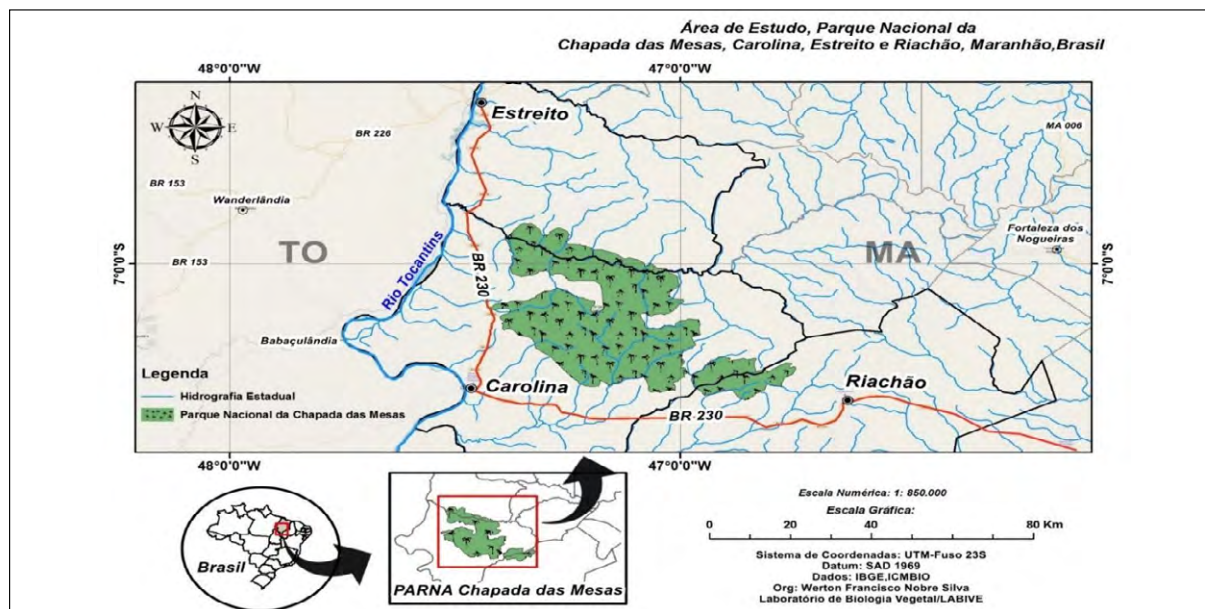 Área de Estudo, Parque Nacional da
Chapada das Mesas, Carolina, Estreito e Riachão, Maranhão,Brasil
48°0'0"W
47°0'0"W
N
W
E
S
Estreito
BR 226
MA 006
BR 153
Wanderlândia
Fortaleza dos
Nogueiras
TO
MA
7°0'0"S
7°0'0"S
BR 153
Rio Tocantins
BR 230
Babaçulândia
Legenda
Hidrografia Estadual
Parque Nacional da Chapada das Mesas
Carolina
Riachão
BR 230
48°0'0"W
47°0'0"W
Brasil
PARNA Chapada das Mesas
Escala Numérica: 1: 850.000
Escala Gráfica:
0 20 40 80 Km
Sistema de Coordenadas: UTM-Fuso 23S
Datum: SAD 1969
Dados: IBGE,ICMBIO
Org: Werton Francisco Nobre Silva
Laboratório de Biologia Vegetal/LABIVE